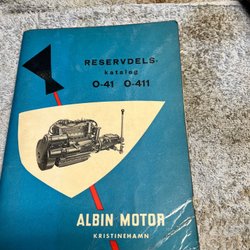 RESERVDELS-
katalog
O-41 O-411
ALBIN MOTOR
KRISTINEHAMN